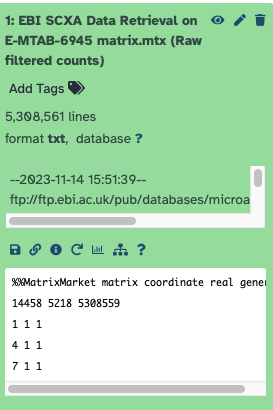 1: EBI SCXA Data Retrieval on
E-MTAB-6945 matrix.mtx (Raw
filtered counts)
Add Tags
5,308,561 lines
format txt, database ?
--2023-11-14 15:51:39--
ftp://ftp.ebi.ac.uk/pub/databases/microa
?
%%MatrixMarket matrix coordinate real gener
14458 5218 5308559
1 1 1
4 1 1
7 1 1